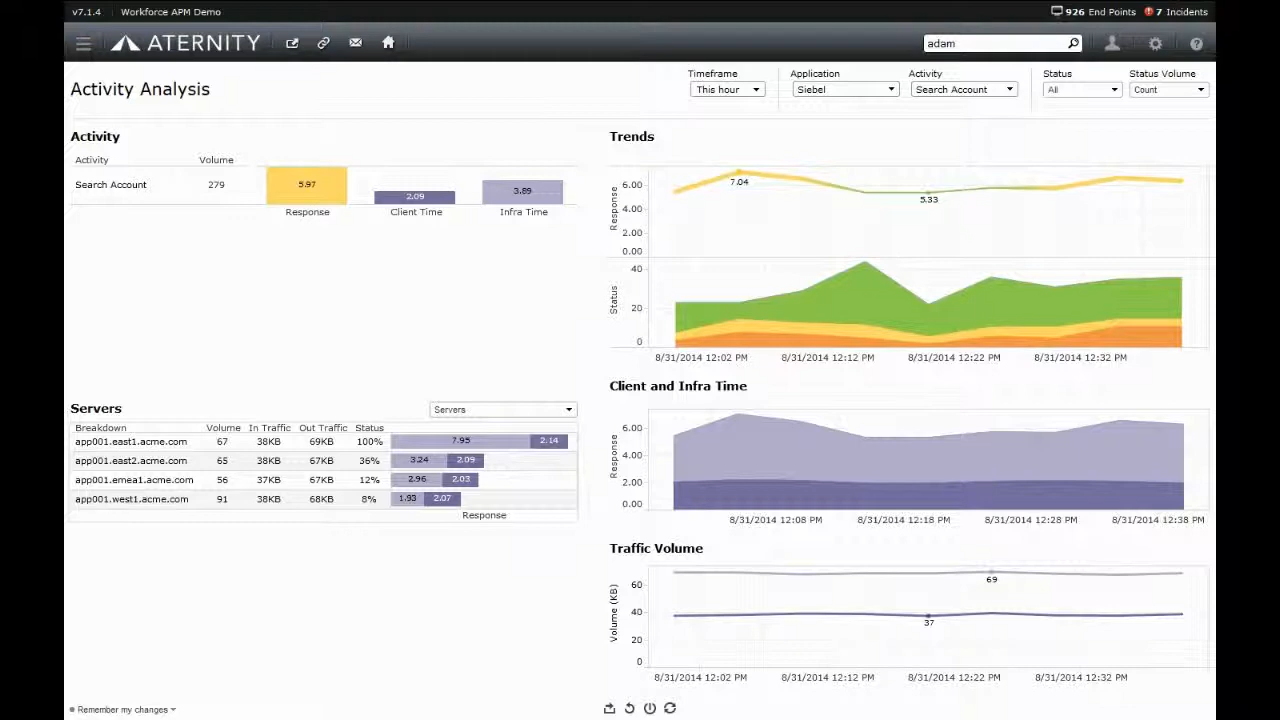 v7.1.4 Workforce APM Demo 926 End Points 7 Incidents
ATERNITY adam
Activity Analysis
Timeframe Application Activity Status Status Volume
This hour Siebel Search Account All Count
Activity
Activity Volume
Search Account 279 5.97 2.09 3.89
Response Client Time Infra Time
Servers
Servers
Breakdown Volume In Traffic Out Traffic Status
app001.east1.acme.com 67 38KB 69KB 100% 7.95 2.14
app001.east2.acme.com 65 38KB 67KB 36% 3.24 2.09
app001.emea1.acme.com 56 37KB 67KB 12% 2.96 2.03
app001.west1.acme.com 91 38KB 68KB 8% 1.93 2.07
Response
Trends
Response
6.00
4.00
2.00
0.00
7.04
5.33
Status
40
20
0
8/31/2014 12:02 PM 8/31/2014 12:12 PM 8/31/2014 12:22 PM 8/31/2014 12:32 PM
Client and Infra Time
Response
6.00
4.00
2.00
0.00
8/31/2014 12:08 PM 8/31/2014 12:18 PM 8/31/2014 12:28 PM 8/31/2014 12:38 PM
Traffic Volume
Volume (KB)
60
40
20
0
69
37
8/31/2014 12:02 PM 8/31/2014 12:12 PM 8/31/2014 12:22 PM 8/31/2014 12:32 PM
Remember my changes